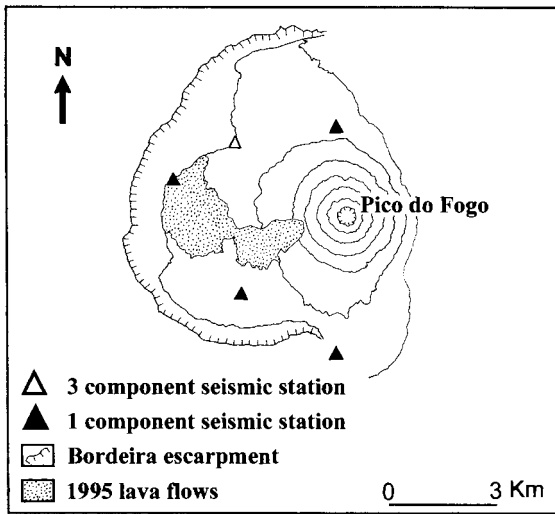 N
Pico do Fogo
3 component seismic station
1 component seismic station
Bordeira escarpment
1995 lava flows
0 3 Km